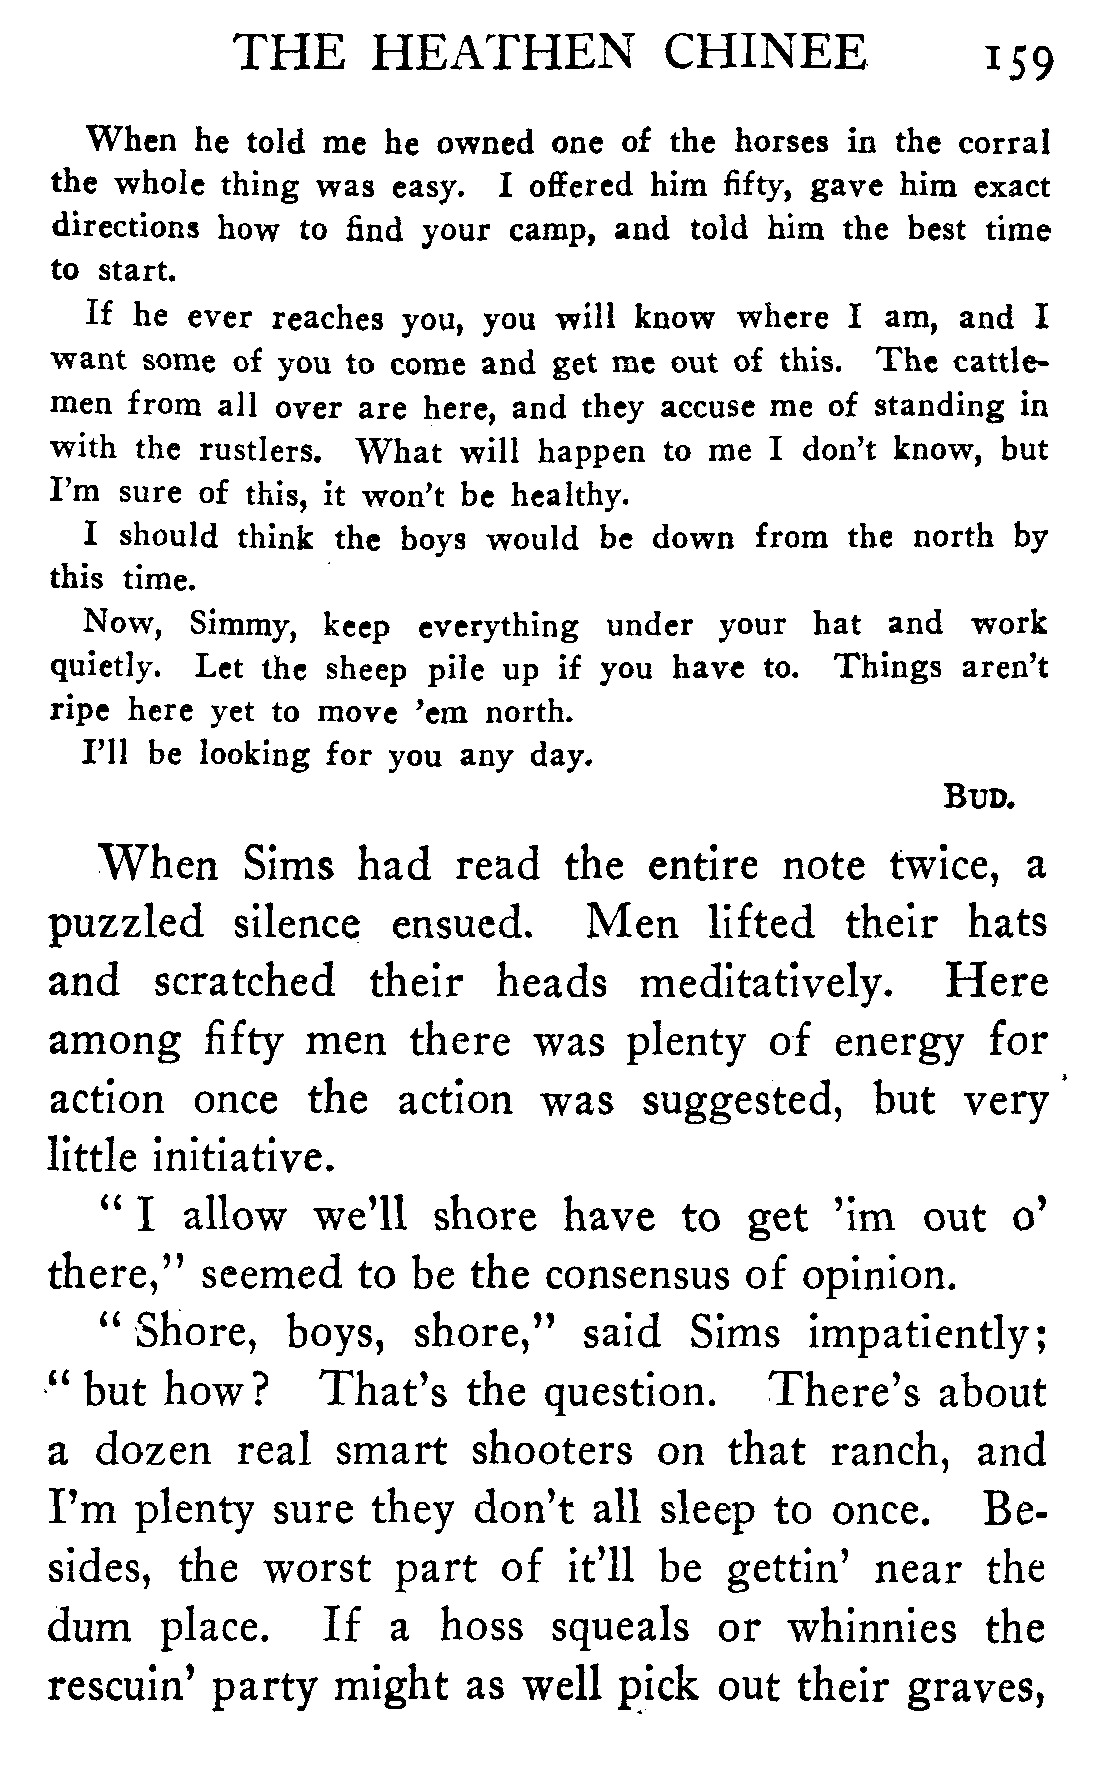 THE HEATHEN CHINEE 159
When he told me he owned one of the horses in the corral
the whole thing was easy. I offered him fifty, gave him exact
directions how to find your camp, and told him the best time
to start.
If he ever reaches you, you will know where I am, and I
want some of you to come and get me out of this. The cattle-
men from all over are here, and they accuse me of standing in
with the rustlers. What will happen to me I don't know, but
I'm sure of this, it won't be healthy.
I should think the boys would be down from the north by
this time.
Now, Simmy, keep everything under your hat and work
quietly. Let the sheep pile up if you have to. Things aren't
ripe here yet to move 'em north.
I'll be looking for you any day.
BUD.
When Sims had read the entire note twice, a
puzzled silence ensued. Men lifted their hats
and scratched their heads meditatively. Here
among fifty men there was plenty of energy for
action once the action was suggested, but very
little initiative.
" I allow we'll shore have to get 'im out o'
there," seemed to be the consensus of opinion.
" Shore, boys, shore," said Sims impatiently;
" but how? That's the question. There's about
a dozen real smart shooters on that ranch, and
I'm plenty sure they don't all sleep to once. Be-
sides, the worst part of it'll be gettin' near the
dum place. If a hoss squeals or whinnies the
rescuin' party might as well pick out their graves,